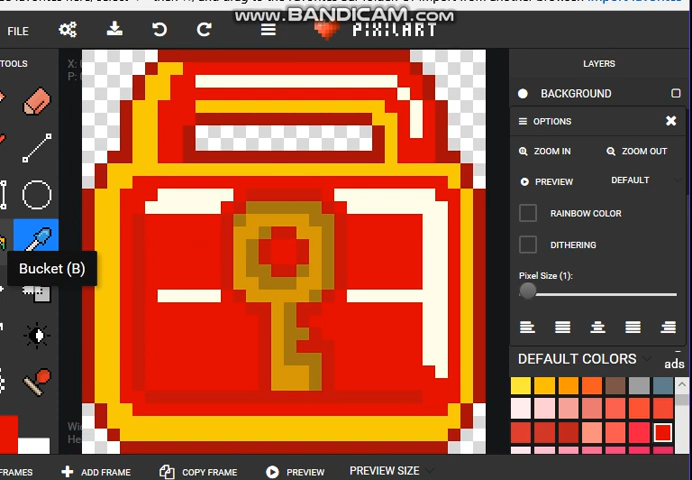 www.BANDICAM.com
FILE
PIXILART
TOOLS
LAYERS
BACKGROUND
OPTIONS
ZOOM IN
ZOOM OUT
PREVIEW
DEFAULT
RAINBOW COLOR
DITHERING
Bucket (B)
Pixel Size (1):
DEFAULT COLORS
ads
FRAMES
ADD FRAME
COPY FRAME
PREVIEW
PREVIEW SIZE